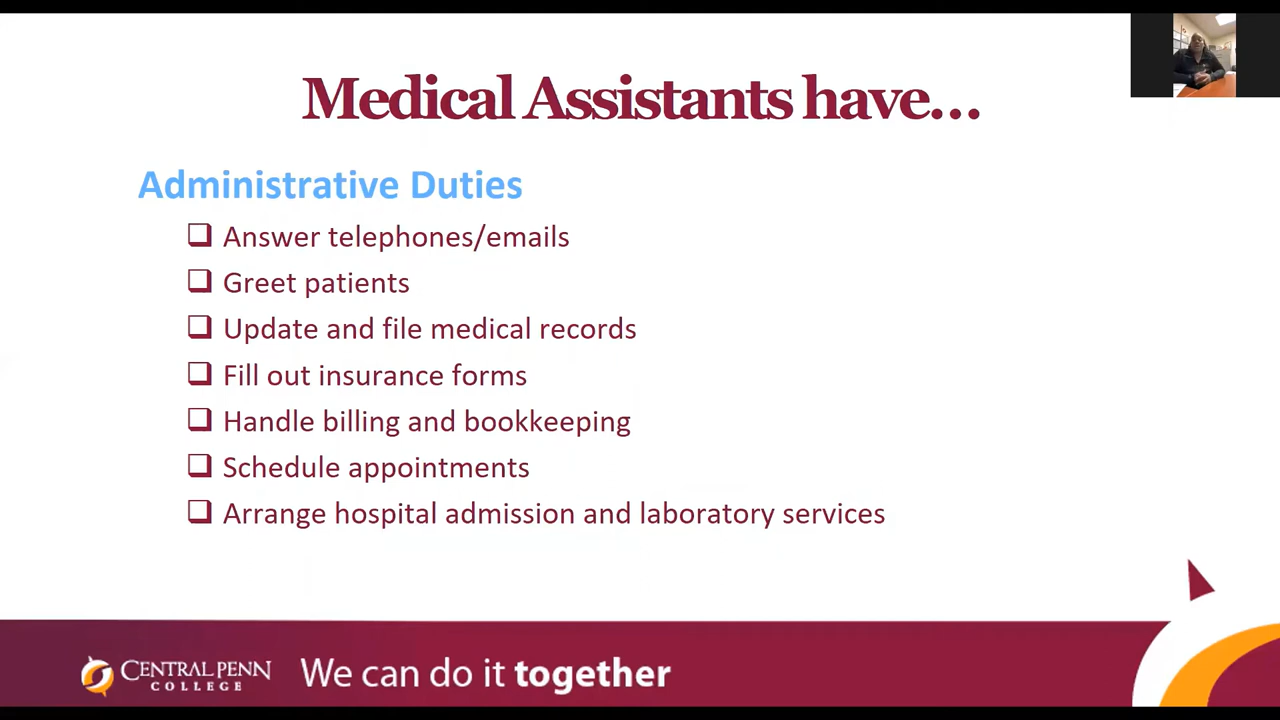 Medical Assistants have...
Administrative Duties
Answer telephones/emails
Greet patients
Update and file medical records
Fill out insurance forms
Handle billing and bookkeeping
Schedule appointments
Arrange hospital admission and laboratory services
CENTRAL PENN
COLLEGE
We can do it together